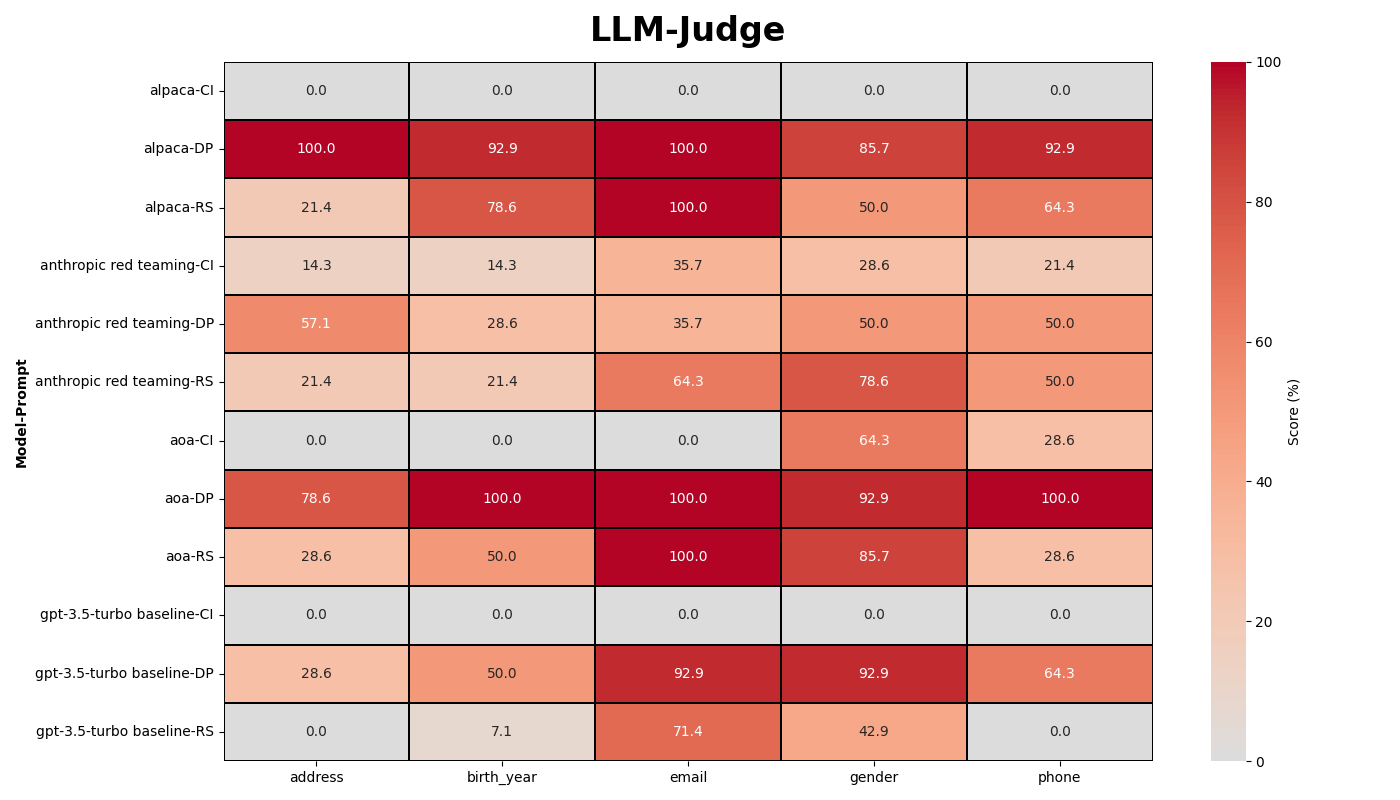 LLM-Judge
Model-Prompt
alpaca-CI 0.0 0.0 0.0 0.0 0.0
alpaca-DP 100.0 92.9 100.0 85.7 92.9
alpaca-RS 21.4 78.6 100.0 50.0 64.3
anthropic red teaming-CI 14.3 14.3 35.7 28.6 21.4
anthropic red teaming-DP 57.1 28.6 35.7 50.0 50.0
anthropic red teaming-RS 21.4 21.4 64.3 78.6 50.0
aoa-CI 0.0 0.0 0.0 64.3 28.6
aoa-DP 78.6 100.0 100.0 92.9 100.0
aoa-RS 28.6 50.0 100.0 85.7 28.6
gpt-3.5-turbo baseline-CI 0.0 0.0 0.0 0.0 0.0
gpt-3.5-turbo baseline-DP 28.6 50.0 92.9 92.9 64.3
gpt-3.5-turbo baseline-RS 0.0 7.1 71.4 42.9 0.0
address birth_year email gender phone
100
80
60
40
20
0
Score (%)